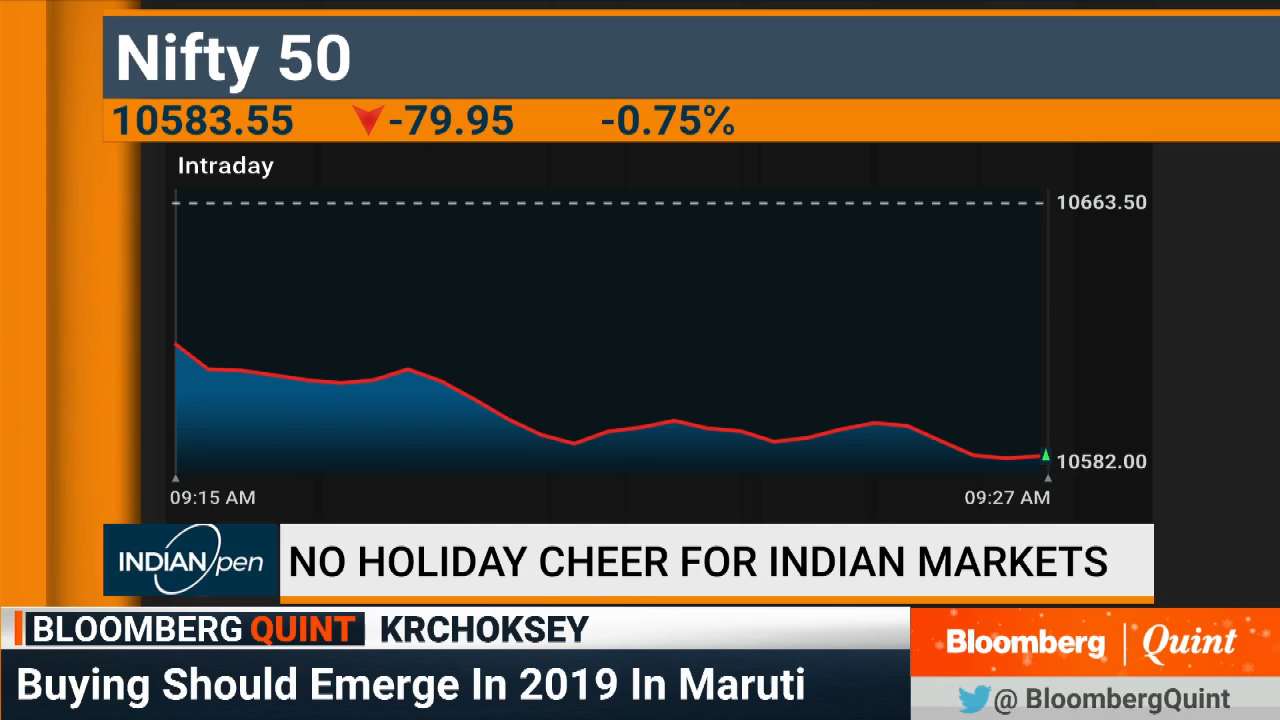 Nifty 50
10583.55 -79.95 -0.75%
Intraday
10663.50
10582.00
09:15 AM 09:27 AM
INDIAN Open NO HOLIDAY CHEER FOR INDIAN MARKETS
BLOOMBERG QUINT KRCHOKSEY
Buying Should Emerge In 2019 In Maruti
Bloomberg | Quint
@ BloombergQuint